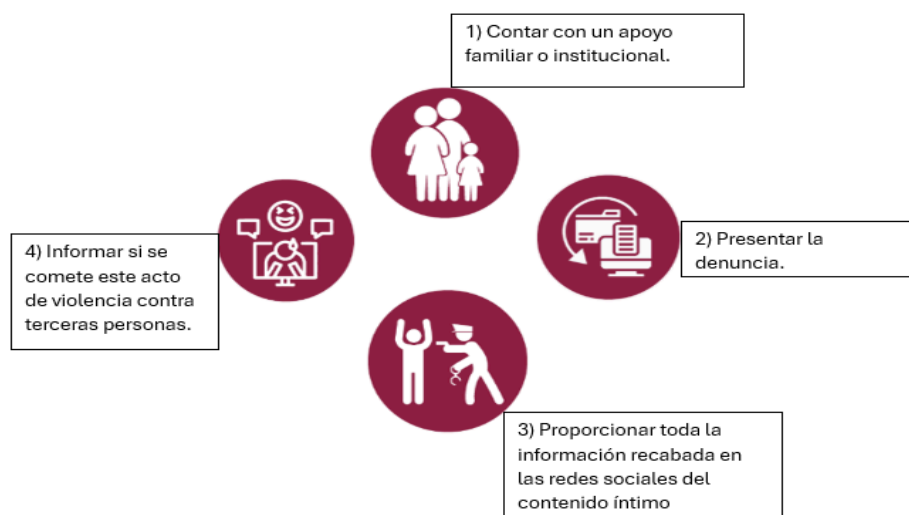 1) Contar con un apoyo
familiar o institucional.
2) Presentar la
denuncia.
3) Proporcionar toda la
información recabada en
las redes sociales del
contenido íntimo
4) Informar si se
comete este acto
de violencia contra
terceras personas.